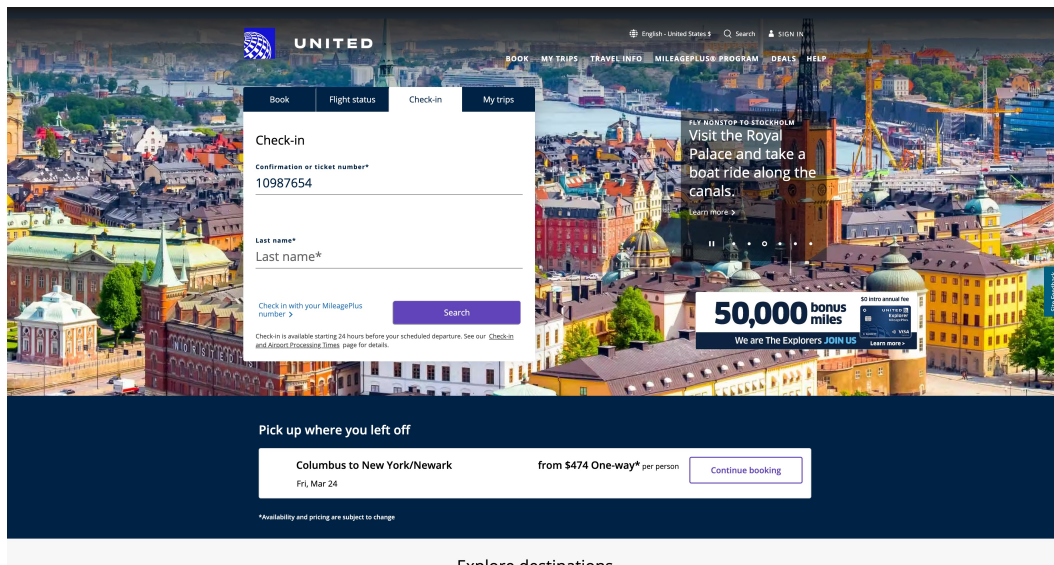 UNITED
English - United States $
Search
SIGN IN
BOOK
MY TRIPS
TRAVEL INFO
MILEAGEPLUS® PROGRAM
DEALS
HELP
Book
Flight status
Check-in
My trips
Check-in
Confirmation or ticket number*
10987654
Last name*
Last name*
Check in with your MileagePlus
number >
Search
Check-in is available starting 24 hours before your scheduled departure. See our Check-in
and Airport Processing Times page for details.
FLY NONSTOP TO STOCKHOLM
Visit the Royal
Palace and take a
boat ride along the
canals.
Learn more >
Feedback
50,000 bonus
miles
$0 intro annual fee
UNITED
Explorer
VISA
We are The Explorers JOIN US
Learn more >
Pick up where you left off
Columbus to New York/Newark
Fri, Mar 24
from $474 One-way* per person
Continue booking
*Availability and pricing are subject to change
Explore destinations